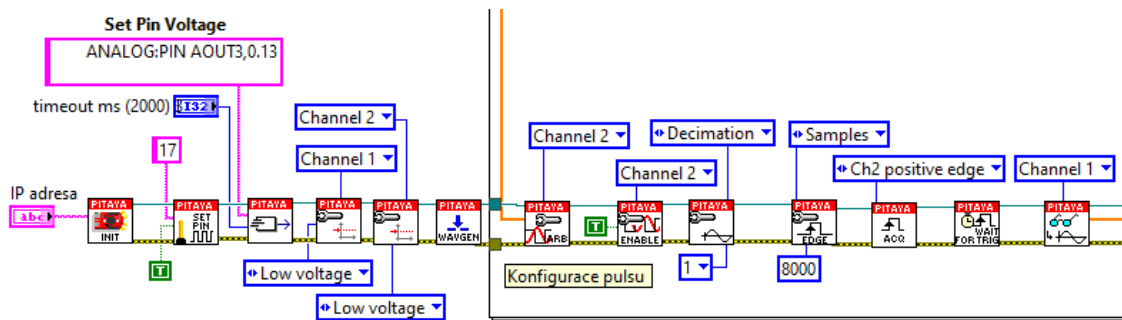 Set Pin Voltage
ANALOG:PIN AOUT3,0.13
timeout ms (2000)
I32
Channel 2
Channel 1
17
IP adresa
abc
PITAYA
INIT
PITAYA
SET
PIN
PITAYA
PITAYA
PITAYA
PITAYA
WAVGEN
T
Low voltage
Low voltage
Channel 2
Channel 2
Decimation
Samples
Ch2 positive edge
Channel 1
T
PITAYA
ARB
PITAYA
ENABLE
PITAYA
PITAYA
EDGE
PITAYA
ACQ
PITAYA
WAIT
FOR TRIG
PITAYA
Konfigurace pulsu
1
8000